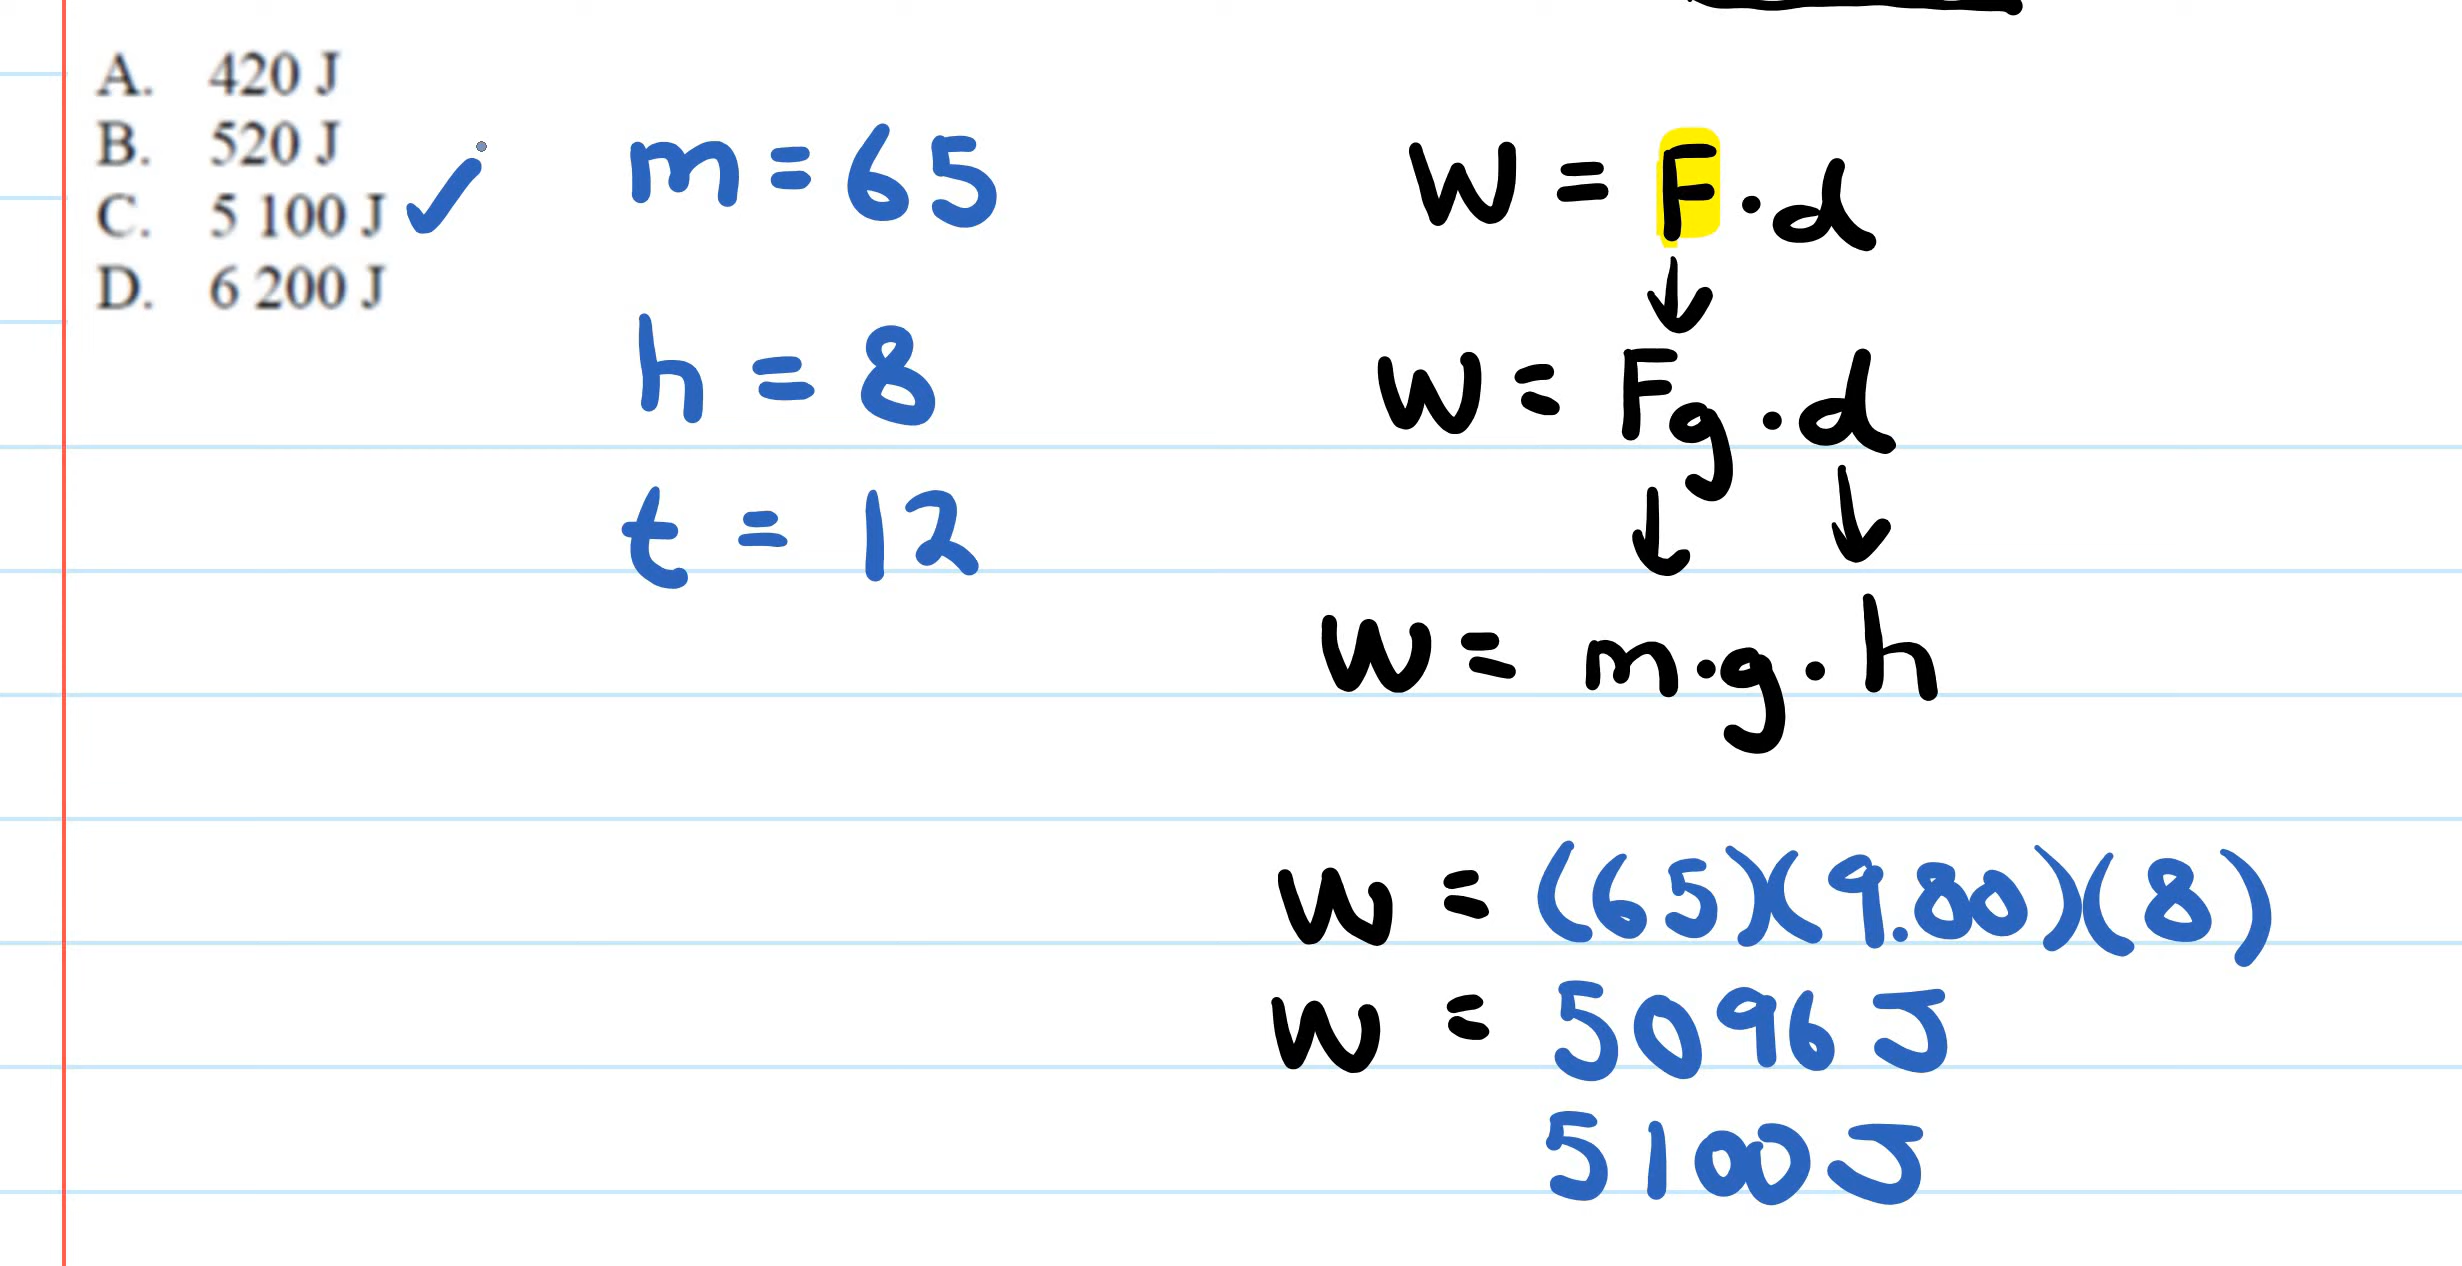 A. 420 J
B. 520 J
C. 5 100 J ✓
D. 6 200 J
m = 65
h = 8
t = 12
W = F · d
W = Fg · d
W = m · g · h
W = (65)(9.80)(8)
W = 5096 J
5100 J